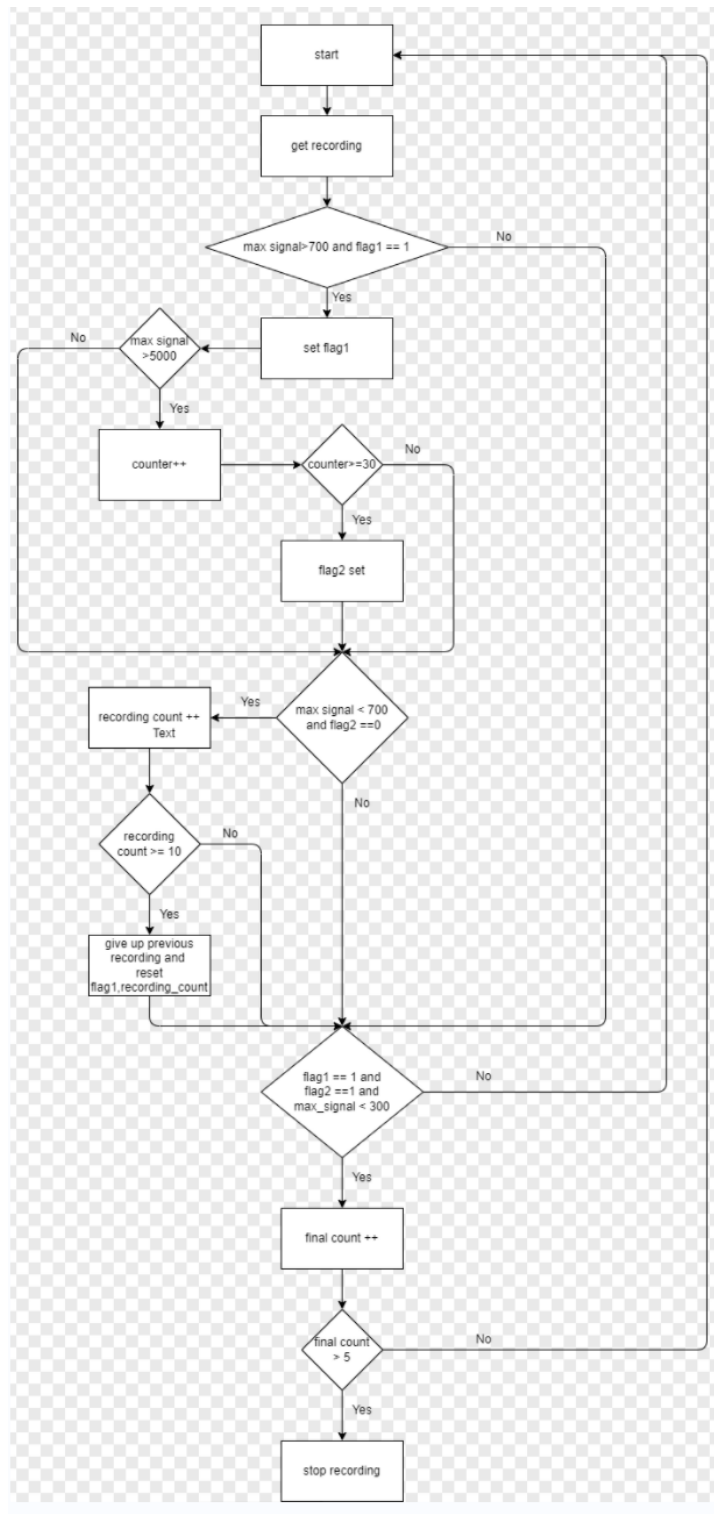 start
get recording
max signal>700 and flag1 == 1
No
Yes
set flag1
max signal
>5000
No
Yes
counter++
counter>=30
No
Yes
flag2 set
max signal < 700
and flag2 ==0
Yes
recording count ++
Text
No
recording
count >= 10
No
Yes
give up previous
recording and
reset
flag1,recording_count
flag1 == 1 and
flag2 ==1 and
max_signal < 300
No
Yes
final count ++
final count
> 5
No
Yes
stop recording